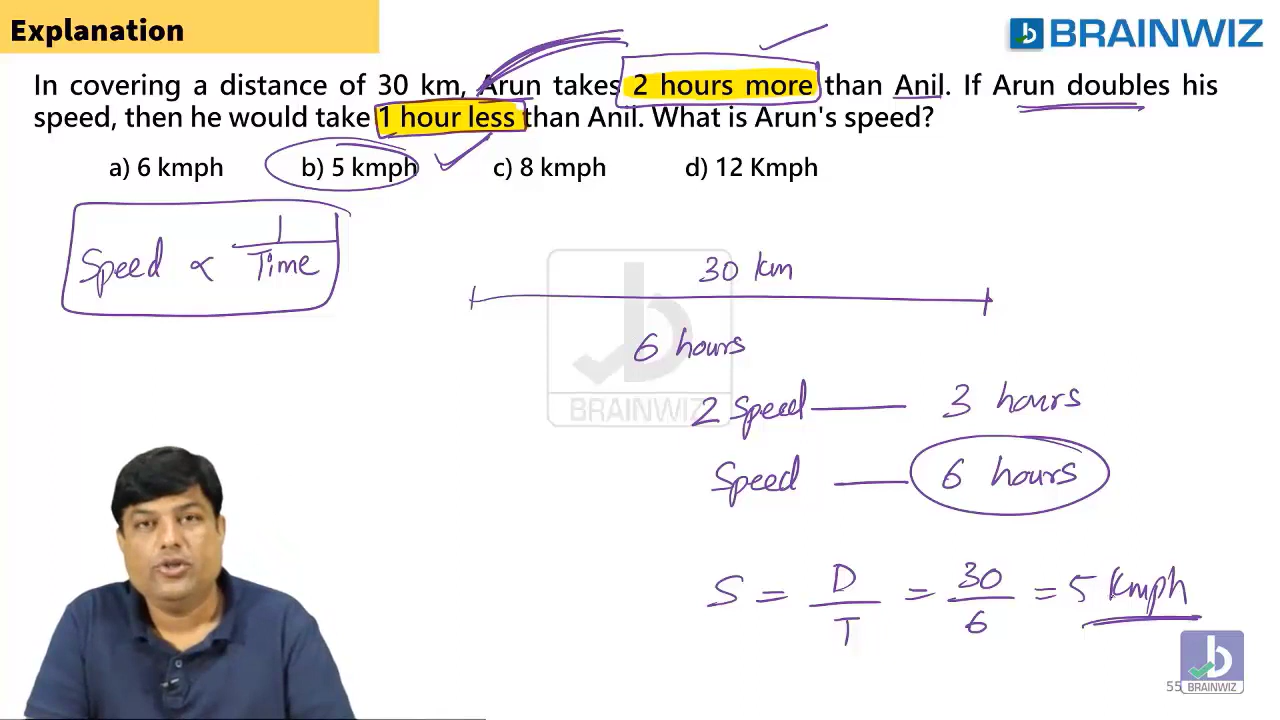 Explanation
BRAINWIZ
In covering a distance of 30 km, Arun takes 2 hours more than Anil. If Arun doubles his
speed, then he would take 1 hour less than Anil. What is Arun's speed?
a) 6 kmph b) 5 kmph c) 8 kmph d) 12 Kmph
Speed ∝ 1/Time
30 km
6 hours
BRAINWIZ
2 Speed — 3 hours
Speed — 6 hours
S = D/T = 30/6 = 5 Kmph
55
BRAINWIZ